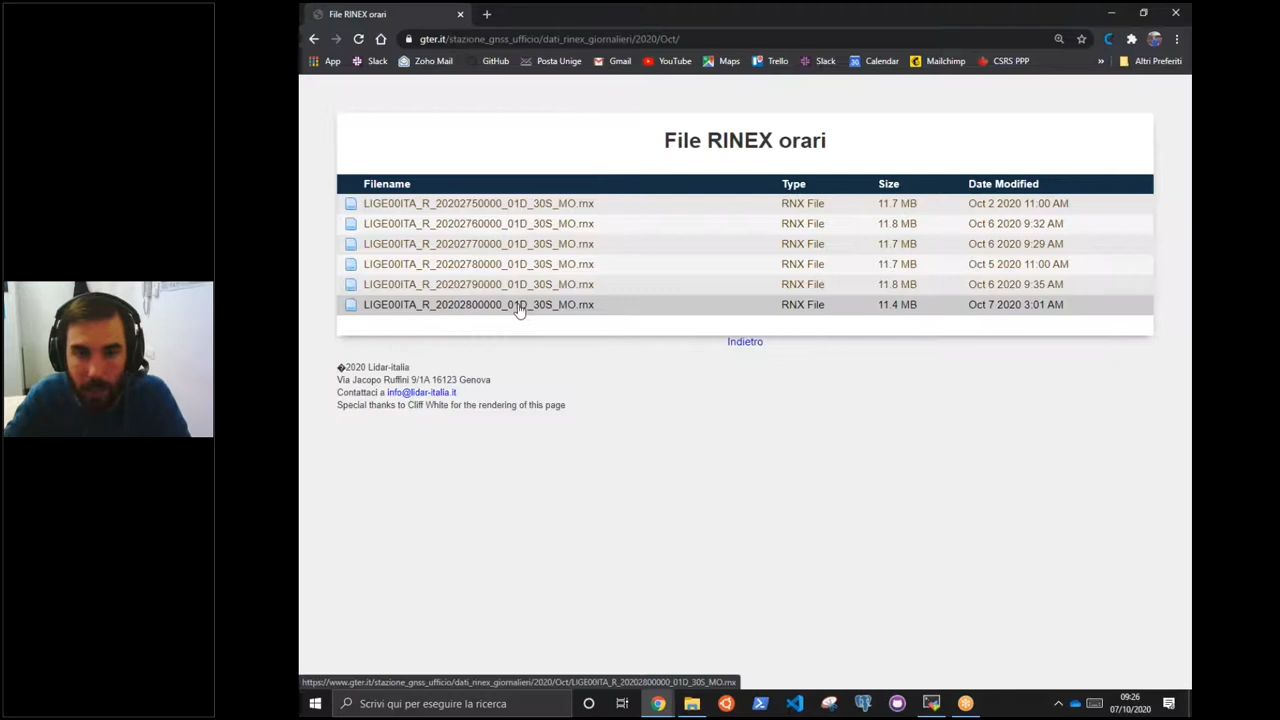 File RINEX orari
gter.it/stazione_gnss_ufficio/dati_rinex_giornalieri/2020/Oct/
App Slack Zoho Mail GitHub Posta Unige Gmail YouTube Maps Trello Slack Calendar Mailchimp CSRS PPP » Altri Preferiti
File RINEX orari
Filename Type Size Date Modified
LIGE00ITA_R_20202750000_01D_30S_MO.rnx RNX File 11.7 MB Oct 2 2020 11:00 AM
LIGE00ITA_R_20202760000_01D_30S_MO.rnx RNX File 11.8 MB Oct 6 2020 9:32 AM
LIGE00ITA_R_20202770000_01D_30S_MO.rnx RNX File 11.7 MB Oct 6 2020 9:29 AM
LIGE00ITA_R_20202780000_01D_30S_MO.rnx RNX File 11.7 MB Oct 5 2020 11:00 AM
LIGE00ITA_R_20202790000_01D_30S_MO.rnx RNX File 11.8 MB Oct 6 2020 9:35 AM
LIGE00ITA_R_20202800000_01D_30S_MO.rnx RNX File 11.4 MB Oct 7 2020 3:01 AM
Indietro
�2020 Lidar-italia
Via Jacopo Ruffini 9/1A 16123 Genova
Contattaci a info@lidar-italia.it
Special thanks to Cliff White for the rendering of this page
https://www.gter.it/stazione_gnss_ufficio/dati_rinex_giornalieri/2020/Oct/LIGE00ITA_R_20202800000_01D_30S_MO.rnx
Scrivi qui per eseguire la ricerca
09:26
07/10/2020